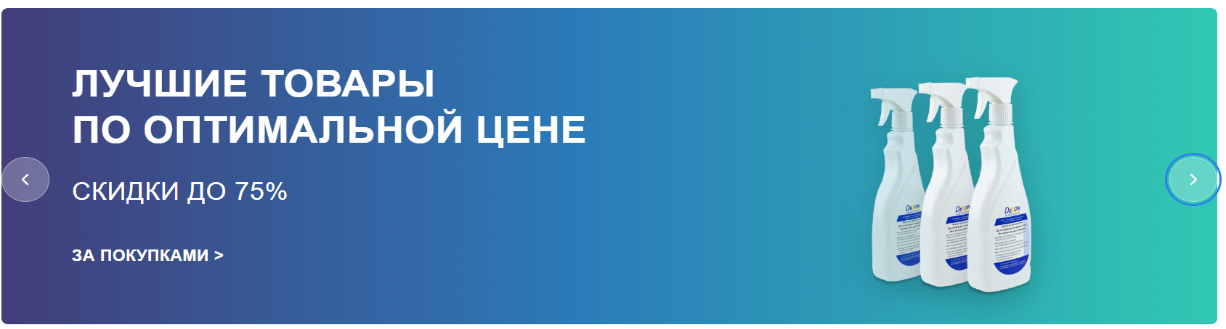 ЛУЧШИЕ ТОВАРЫ
ПО ОПТИМАЛЬНОЙ ЦЕНЕ
СКИДКИ ДО 75%
ЗА ПОКУПКАМИ >